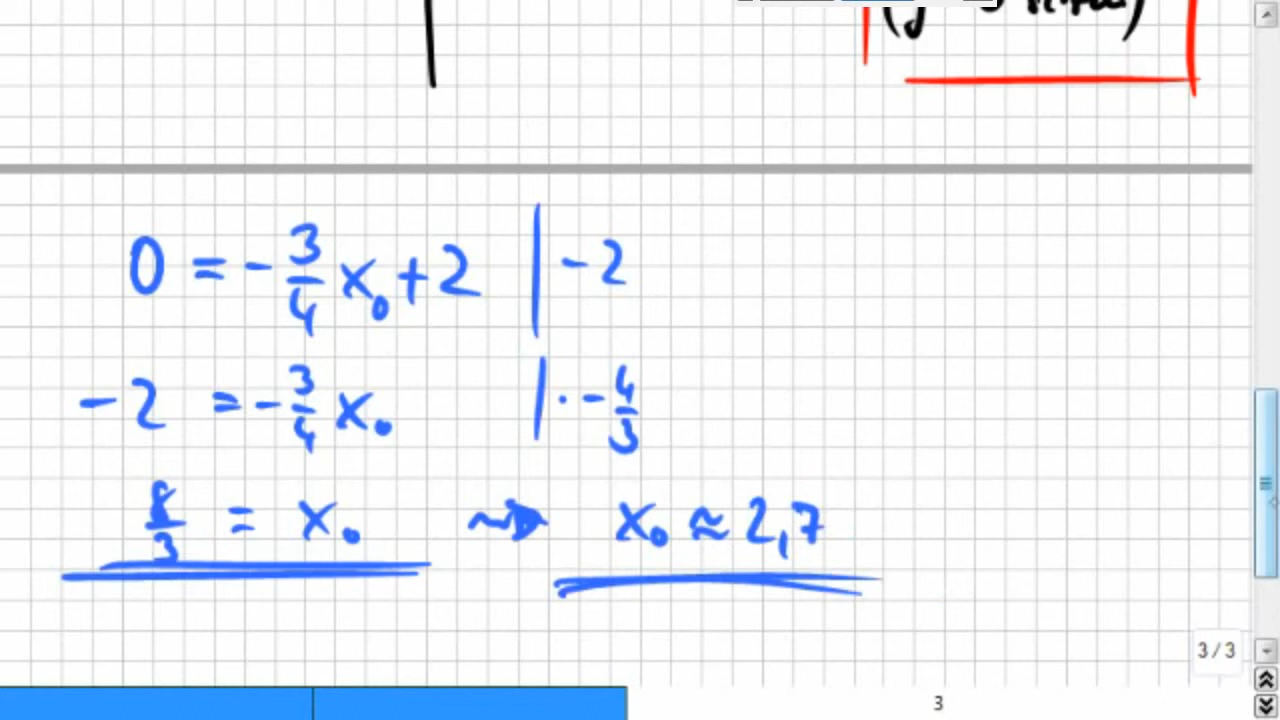 0 = -3/4 x₀ + 2 | -2
-2 = -3/4 x₀ | · -4/3
8/3 = x₀ ⇝ x₀ ≈ 2,7
3/3
3